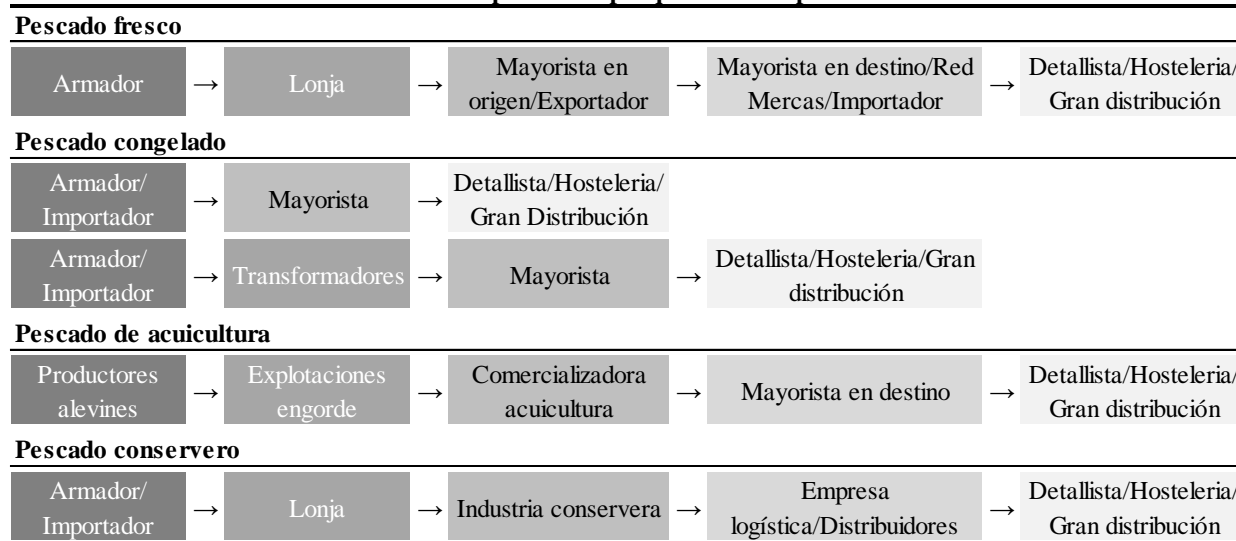 Pescado fresco
Armador
→
Lonja
→
Mayorista en
origen/Exportador
→
Mayorista en destino/Red
Mercas/Importador
→
Detallista/Hosteleria/
Gran distribución
Pescado congelado
Armador/
Importador
→
Mayorista
→
Detallista/Hosteleria/
Gran Distribución
Armador/
Importador
→
Transformadores
→
Mayorista
→
Detallista/Hosteleria/Gran
distribución
Pescado de acuicultura
Productores
alevines
→
Explotaciones
engorde
→
Comercializadora
acuicultura
→
Mayorista en destino
→
Detallista/Hosteleria/
Gran distribución
Pescado conservero
Armador/
Importador
→
Lonja
→
Industria conservera
→
Empresa
logística/Distribuidores
→
Detallista/Hosteleria/
Gran distribución